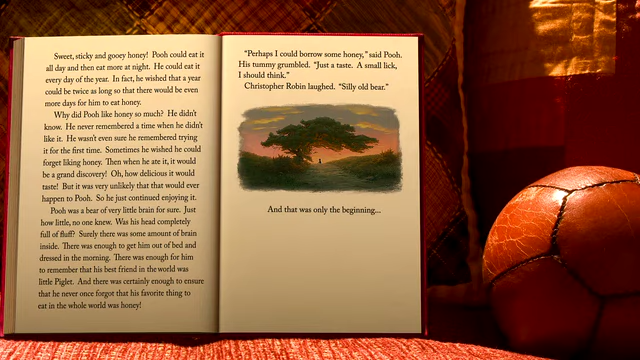 Sweet, sticky and gooey honey! Pooh could eat it
all day and then eat more at night. He could eat it
every day of the year. In fact, he wished that a year
could be twice as long so that there would be even
more days for him to eat honey.
Why did Pooh like honey so much? He didn't
know. He never remembered a time when he didn't
like it. He wasn't even sure he remembered trying
it for the first time. Sometimes he wished he could
forget liking honey. Then when he ate it, it would
be a grand discovery! Oh, how delicious it would
taste! But it was very unlikely that that would ever
happen to Pooh. So he just continued enjoying it.
Pooh was a bear of very little brain for sure. Just
how little, no one knew. Was his head completely
full of fluff? Surely there was some amount of brain
inside. There was enough to get him out of bed and
dressed in the morning. There was enough for him
to remember that his best friend in the world was
little Piglet. And there was certainly enough to ensure
that he never once forgot that his favorite thing to
eat in the whole world was honey!
"Perhaps I could borrow some honey," said Pooh.
His tummy grumbled. "Just a taste. A small lick,
I should think."
Christopher Robin laughed. "Silly old bear."
And that was only the beginning...